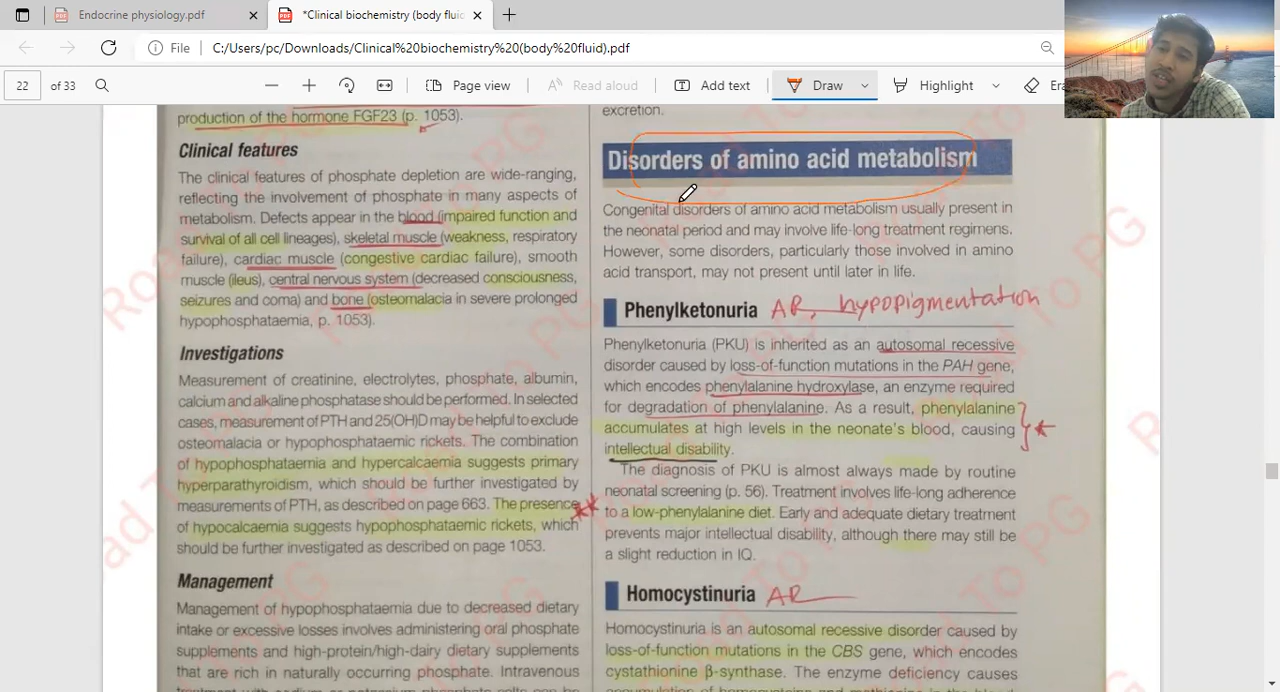 Endocrine physiology.pdf
*Clinical biochemistry (body fluid
File
C:/Users/pc/Downloads/Clinical%20biochemistry%20(body%20fluid).pdf
22
of 33
Page view
Read aloud
Add text
Draw
Highlight
production of the hormone FGF23 (p. 1053).
Clinical features
The clinical features of phosphate depletion are wide-ranging,
reflecting the involvement of phosphate in many aspects of
metabolism. Defects appear in the blood (impaired function and
survival of all cell lineages), skeletal muscle (weakness, respiratory
failure), cardiac muscle (congestive cardiac failure), smooth
muscle (ileus), central nervous system (decreased consciousness,
seizures and coma) and bone (osteomalacia in severe prolonged
hypophosphataemia, p. 1053).
Investigations
Measurement of creatinine, electrolytes, phosphate, albumin,
calcium and alkaline phosphatase should be performed. In selected
cases, measurement of PTH and 25(OH)D may be helpful to exclude
osteomalacia or hypophosphataemic rickets. The combination
of hypophosphataemia and hypercalcaemia suggests primary
hyperparathyroidism, which should be further investigated by
measurements of PTH, as described on page 663. The presence
of hypocalcaemia suggests hypophosphataemic rickets, which
should be further investigated as described on page 1053.
Management
Management of hypophosphataemia due to decreased dietary
intake or excessive losses involves administering oral phosphate
supplements and high-protein/high-dairy dietary supplements
that are rich in naturally occurring phosphate. Intravenous
excretion.
Disorders of amino acid metabolism
Congenital disorders of amino acid metabolism usually present in
the neonatal period and may involve life-long treatment regimens.
However, some disorders, particularly those involved in amino
acid transport, may not present until later in life.
Phenylketonuria AR, hypopigmentation
Phenylketonuria (PKU) is inherited as an autosomal recessive
disorder caused by loss-of-function mutations in the PAH gene,
which encodes phenylalanine hydroxylase, an enzyme required
for degradation of phenylalanine. As a result, phenylalanine
accumulates at high levels in the neonate's blood, causing
intellectual disability.
The diagnosis of PKU is almost always made by routine
neonatal screening (p. 56). Treatment involves life-long adherence
to a low-phenylalanine diet. Early and adequate dietary treatment
prevents major intellectual disability, although there may still be
a slight reduction in IQ.
Homocystinuria AR
Homocystinuria is an autosomal recessive disorder caused by
loss-of-function mutations in the CBS gene, which encodes
cystathionine β-synthase. The enzyme deficiency causes
Road To PG